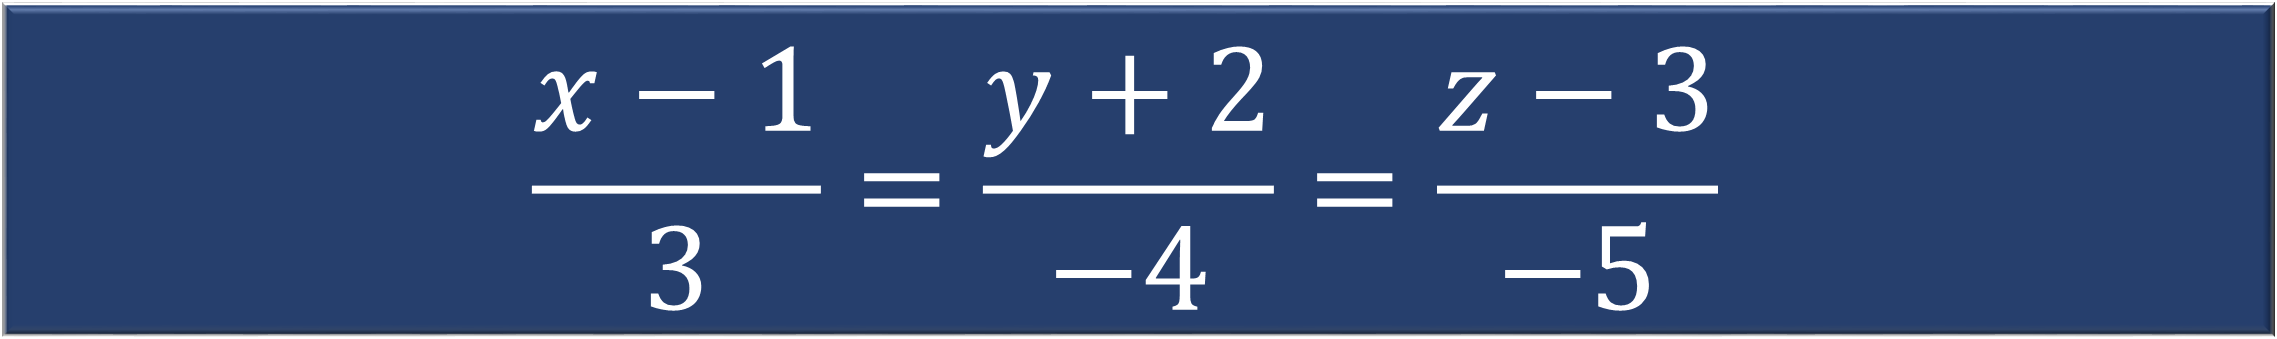 x − 1 / 3 = y + 2 / −4 = z − 3 / −5